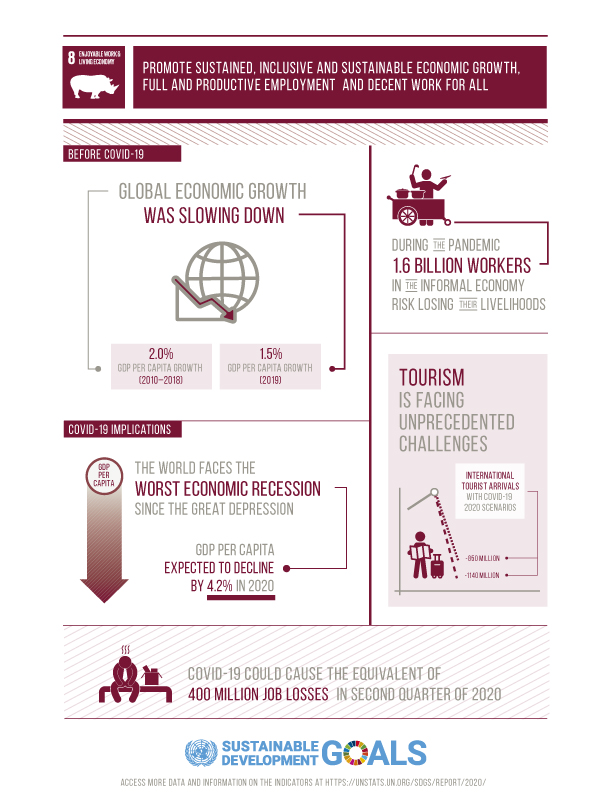 8 ENJOYABLE WORK &
LIVING ECONOMY
PROMOTE SUSTAINED, INCLUSIVE AND SUSTAINABLE ECONOMIC GROWTH,
FULL AND PRODUCTIVE EMPLOYMENT AND DECENT WORK FOR ALL
BEFORE COVID-19
GLOBAL ECONOMIC GROWTH
WAS SLOWING DOWN
2.0%
GDP PER CAPITA GROWTH
(2010–2018)
1.5%
GDP PER CAPITA GROWTH
(2019)
DURING THE PANDEMIC
1.6 BILLION WORKERS
IN THE INFORMAL ECONOMY
RISK LOSING THEIR LIVELIHOODS
COVID-19 IMPLICATIONS
GDP
PER
CAPITA
THE WORLD FACES THE
WORST ECONOMIC RECESSION
SINCE THE GREAT DEPRESSION
GDP PER CAPITA
EXPECTED TO DECLINE
BY 4.2% IN 2020
TOURISM
IS FACING
UNPRECEDENTED
CHALLENGES
INTERNATIONAL
TOURIST ARRIVALS
WITH COVID-19
2020 SCENARIOS
-850 MILLION
-1140 MILLION
COVID-19 COULD CAUSE THE EQUIVALENT OF
400 MILLION JOB LOSSES IN SECOND QUARTER OF 2020
SUSTAINABLE
DEVELOPMENT GOALS
ACCESS MORE DATA AND INFORMATION ON THE INDICATORS AT HTTPS://UNSTATS.UN.ORG/SDGS/REPORT/2020/